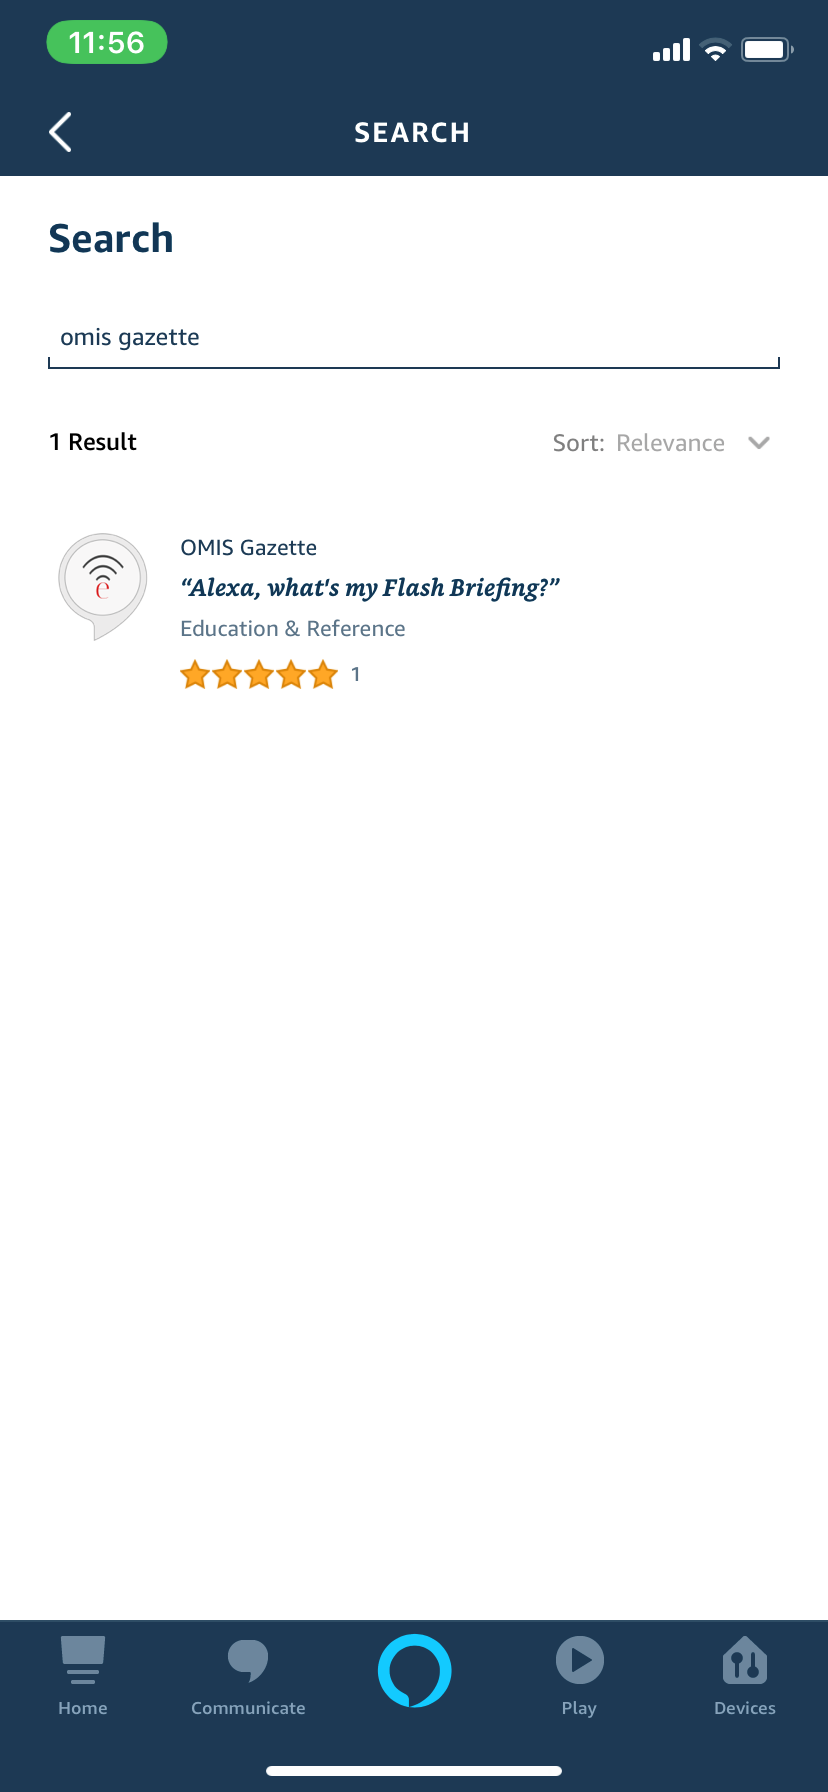 11:56
SEARCH
Search
omis gazette
1 Result
Sort: Relevance
e
OMIS Gazette
“Alexa, what's my Flash Briefing?”
Education & Reference
1
Home
Communicate
Play
Devices